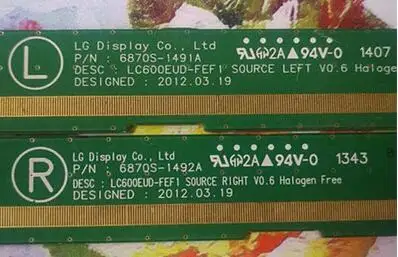 L
LG Display Co., Ltd
P/N : 6870S-1491A
DESC : LC600EUD-FEF1 SOURCE LEFT V0.6 Haloge
DESIGNED : 2012.03.19
2A▲94V-0 1407
R
LG Display Co., Ltd
P/N : 6870S-1492A
DESC : LC600EUD-FEF1 SOURCE RIGHT V0.6 Halogen Free
DESIGNED : 2012.03.19
2A▲94V-0 1343